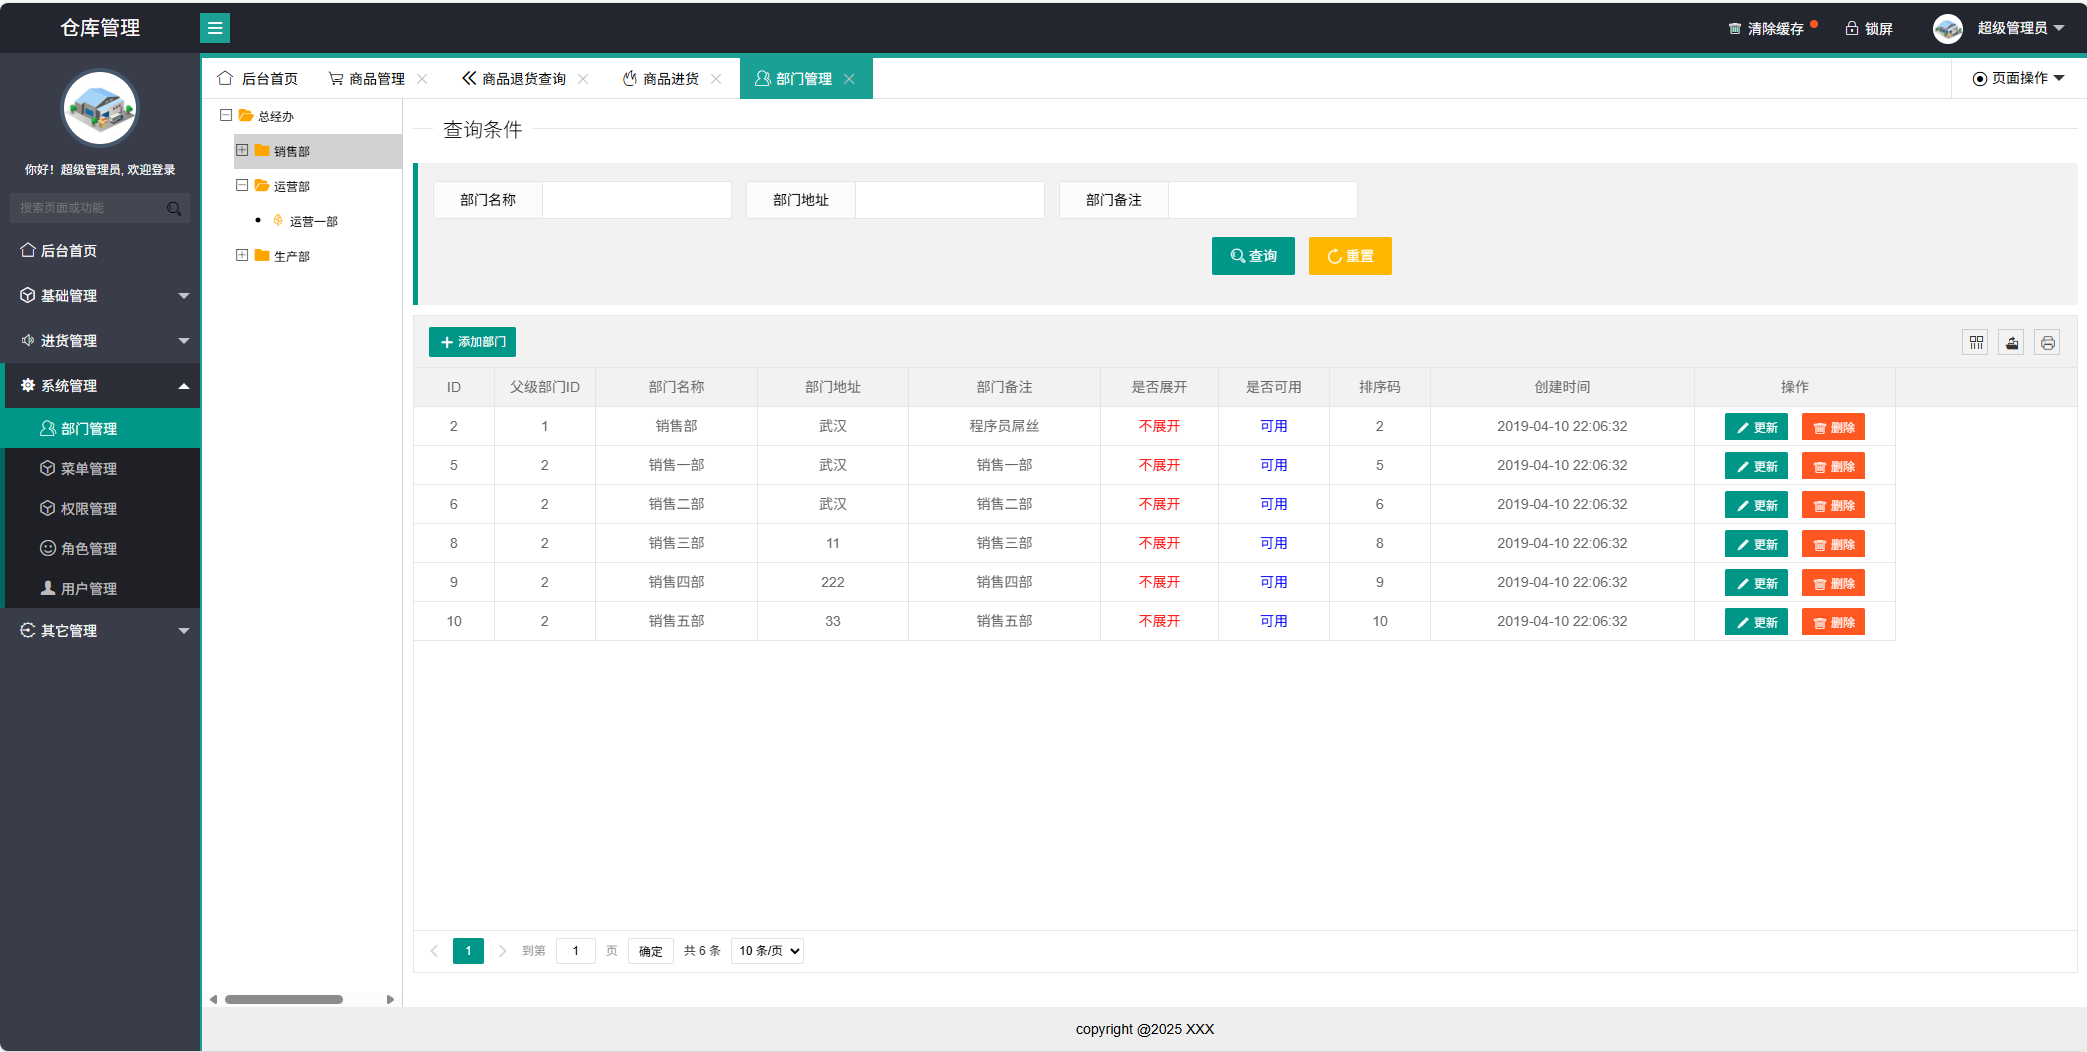 仓库管理
清除缓存
锁屏
超级管理员
后台首页
商品管理
商品退货查询
商品进货
部门管理
页面操作
你好！超级管理员, 欢迎登录
搜索页面或功能
后台首页
基础管理
进货管理
系统管理
部门管理
菜单管理
权限管理
角色管理
用户管理
其它管理
总经办
销售部
运营部
运营一部
生产部
查询条件
部门名称
部门地址
部门备注
查询
重置
添加部门
ID 父级部门ID 部门名称 部门地址 部门备注 是否展开 是否可用 排序码 创建时间 操作
2 1 销售部 武汉 程序员屌丝 不展开 可用 2 2019-04-10 22:06:32 更新 删除
5 2 销售一部 武汉 销售一部 不展开 可用 5 2019-04-10 22:06:32 更新 删除
6 2 销售二部 武汉 销售二部 不展开 可用 6 2019-04-10 22:06:32 更新 删除
8 2 销售三部 11 销售三部 不展开 可用 8 2019-04-10 22:06:32 更新 删除
9 2 销售四部 222 销售四部 不展开 可用 9 2019-04-10 22:06:32 更新 删除
10 2 销售五部 33 销售五部 不展开 可用 10 2019-04-10 22:06:32 更新 删除
1 到第 1 页 确定 共 6 条 10 条/页
copyright @2025 XXX